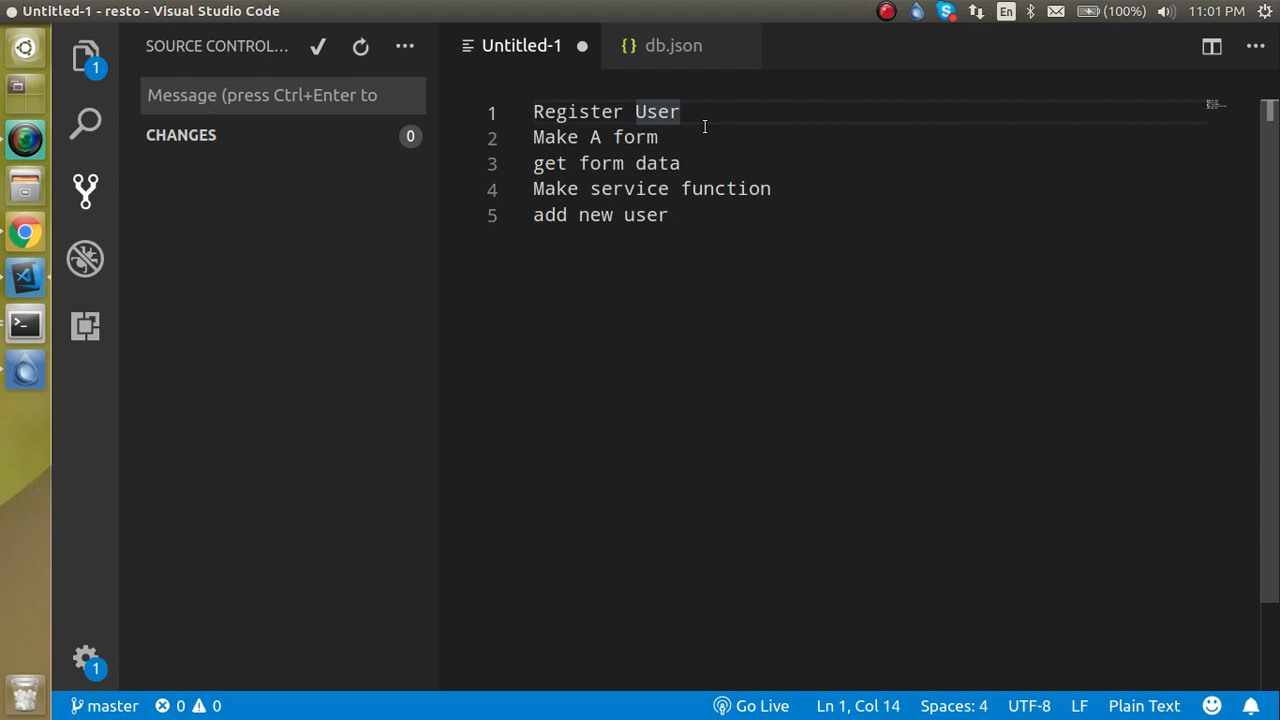 Untitled-1 - resto - Visual Studio Code
En
(100%)
11:01 PM
SOURCE CONTROL...
Untitled-1
{} db.json
1
Message (press Ctrl+Enter to
CHANGES
0
1 Register User
2 Make A form
3 get form data
4 Make service function
5 add new user
1
master
0
0
Go Live
Ln 1, Col 14
Spaces: 4
UTF-8
LF
Plain Text